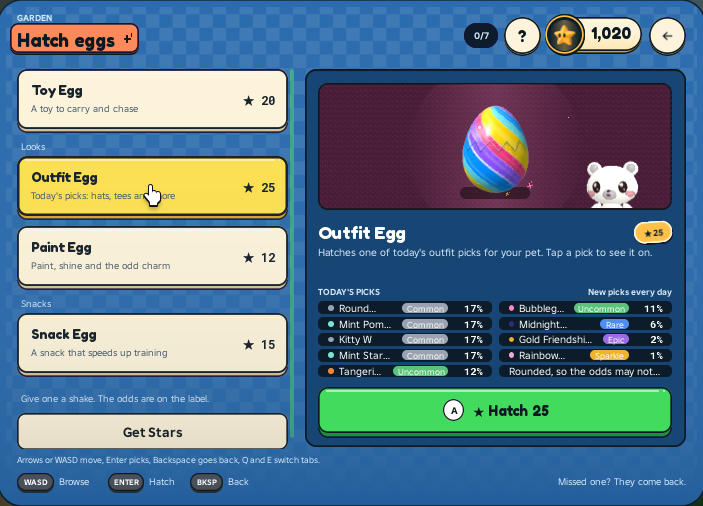 GARDEN
Hatch eggs
0/7
?
1,020
Toy Egg
A toy to carry and chase
★ 20
Looks
Outfit Egg
Today's picks: hats, tees an ore
★ 25
Paint Egg
Paint, shine and the odd charm
★ 12
Snacks
Snack Egg
A snack that speeds up training
★ 15
Give one a shake. The odds are on the label.
Get Stars
Outfit Egg
★25
Hatches one of today's outfit picks for your pet. Tap a pick to see it on.
TODAY'S PICKS
New picks every day
Round... Common 17%
Mint Pom... Common 17%
Kitty W Common 17%
Mint Star... Common 17%
Tangeri... Uncommon 12%
Bubbleg... Uncommon 11%
Midnight... Rare 6%
Gold Friendshi... Epic 2%
Rainbow... Sparkle 1%
Rounded, so the odds may not...
A ★ Hatch 25
Arrows or WASD move, Enter picks, Backspace goes back, Q and E switch tabs.
WASD Browse ENTER Hatch BKSP Back
Missed one? They come back.